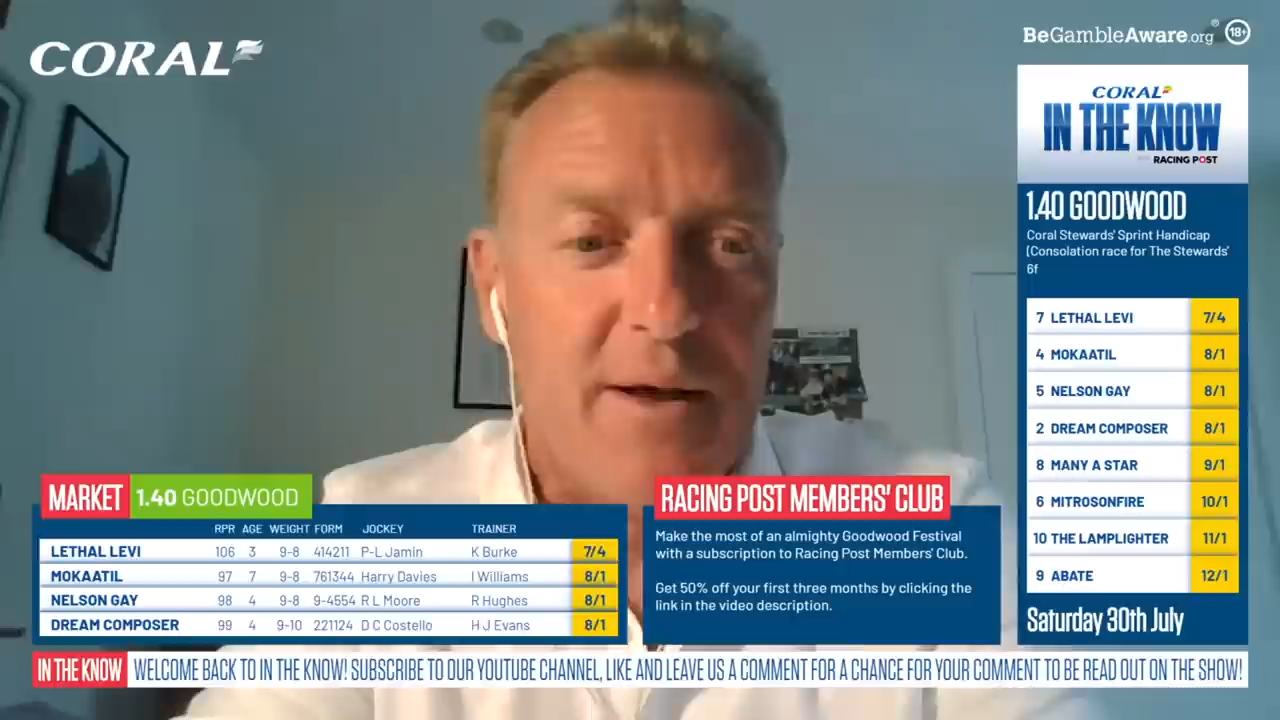 CORAL
BeGambleAware.org® 18+
CORAL
IN THE KNOW
RACING POST
1.40 GOODWOOD
Coral Stewards' Sprint Handicap
(Consolation race for The Stewards'
6f
7 LETHAL LEVI 7/4
4 MOKAATIL 8/1
5 NELSON GAY 8/1
2 DREAM COMPOSER 8/1
8 MANY A STAR 9/1
6 MITROSONFIRE 10/1
10 THE LAMPLIGHTER 11/1
9 ABATE 12/1
Saturday 30th July
MARKET 1.40 GOODWOOD
RPR AGE WEIGHT FORM JOCKEY TRAINER
LETHAL LEVI 106 3 9-8 414211 P-L Jamin K Burke 7/4
MOKAATIL 97 7 9-8 761344 Harry Davies I Williams 8/1
NELSON GAY 98 4 9-8 9-4554 R L Moore R Hughes 8/1
DREAM COMPOSER 99 4 9-10 221124 D C Costello H J Evans 8/1
RACING POST MEMBERS' CLUB
Make the most of an almighty Goodwood Festival
with a subscription to Racing Post Members' Club.
Get 50% off your first three months by clicking the
link in the video description.
IN THE KNOW WELCOME BACK TO IN THE KNOW! SUBSCRIBE TO OUR YOUTUBE CHANNEL, LIKE AND LEAVE US A COMMENT FOR A CHANCE FOR YOUR COMMENT TO BE READ OUT ON THE SHOW!